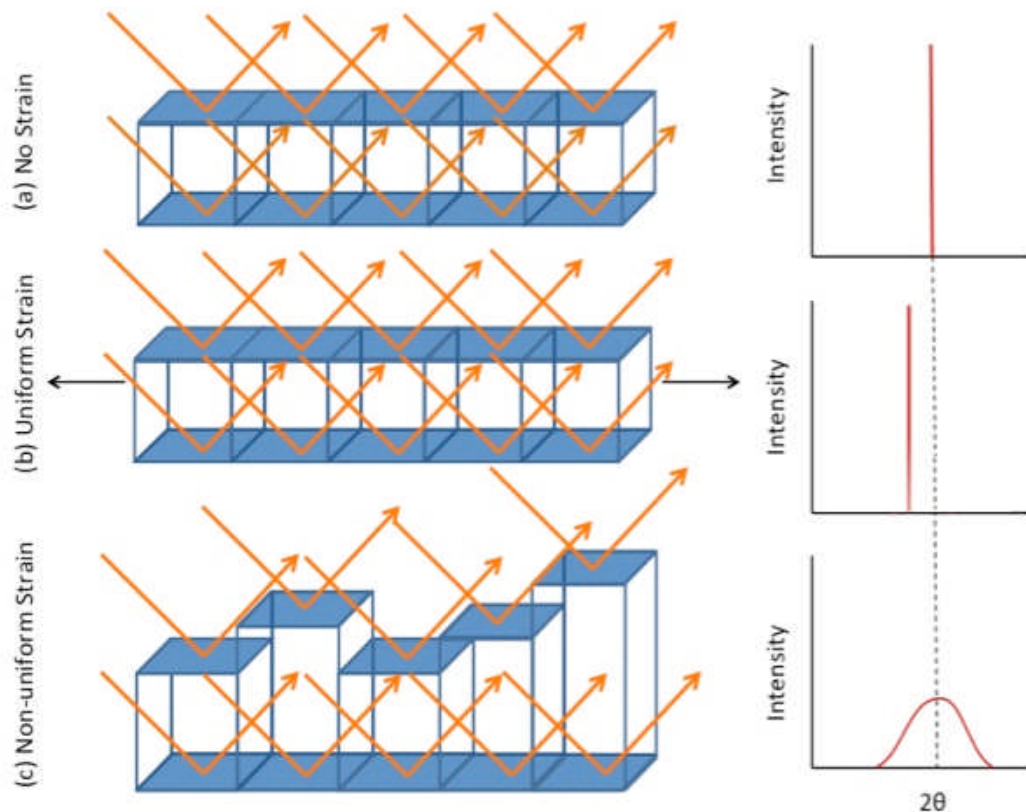 (a) No Strain
Intensity
(b) Uniform Strain
Intensity
(c) Non-uniform Strain
Intensity
2θ